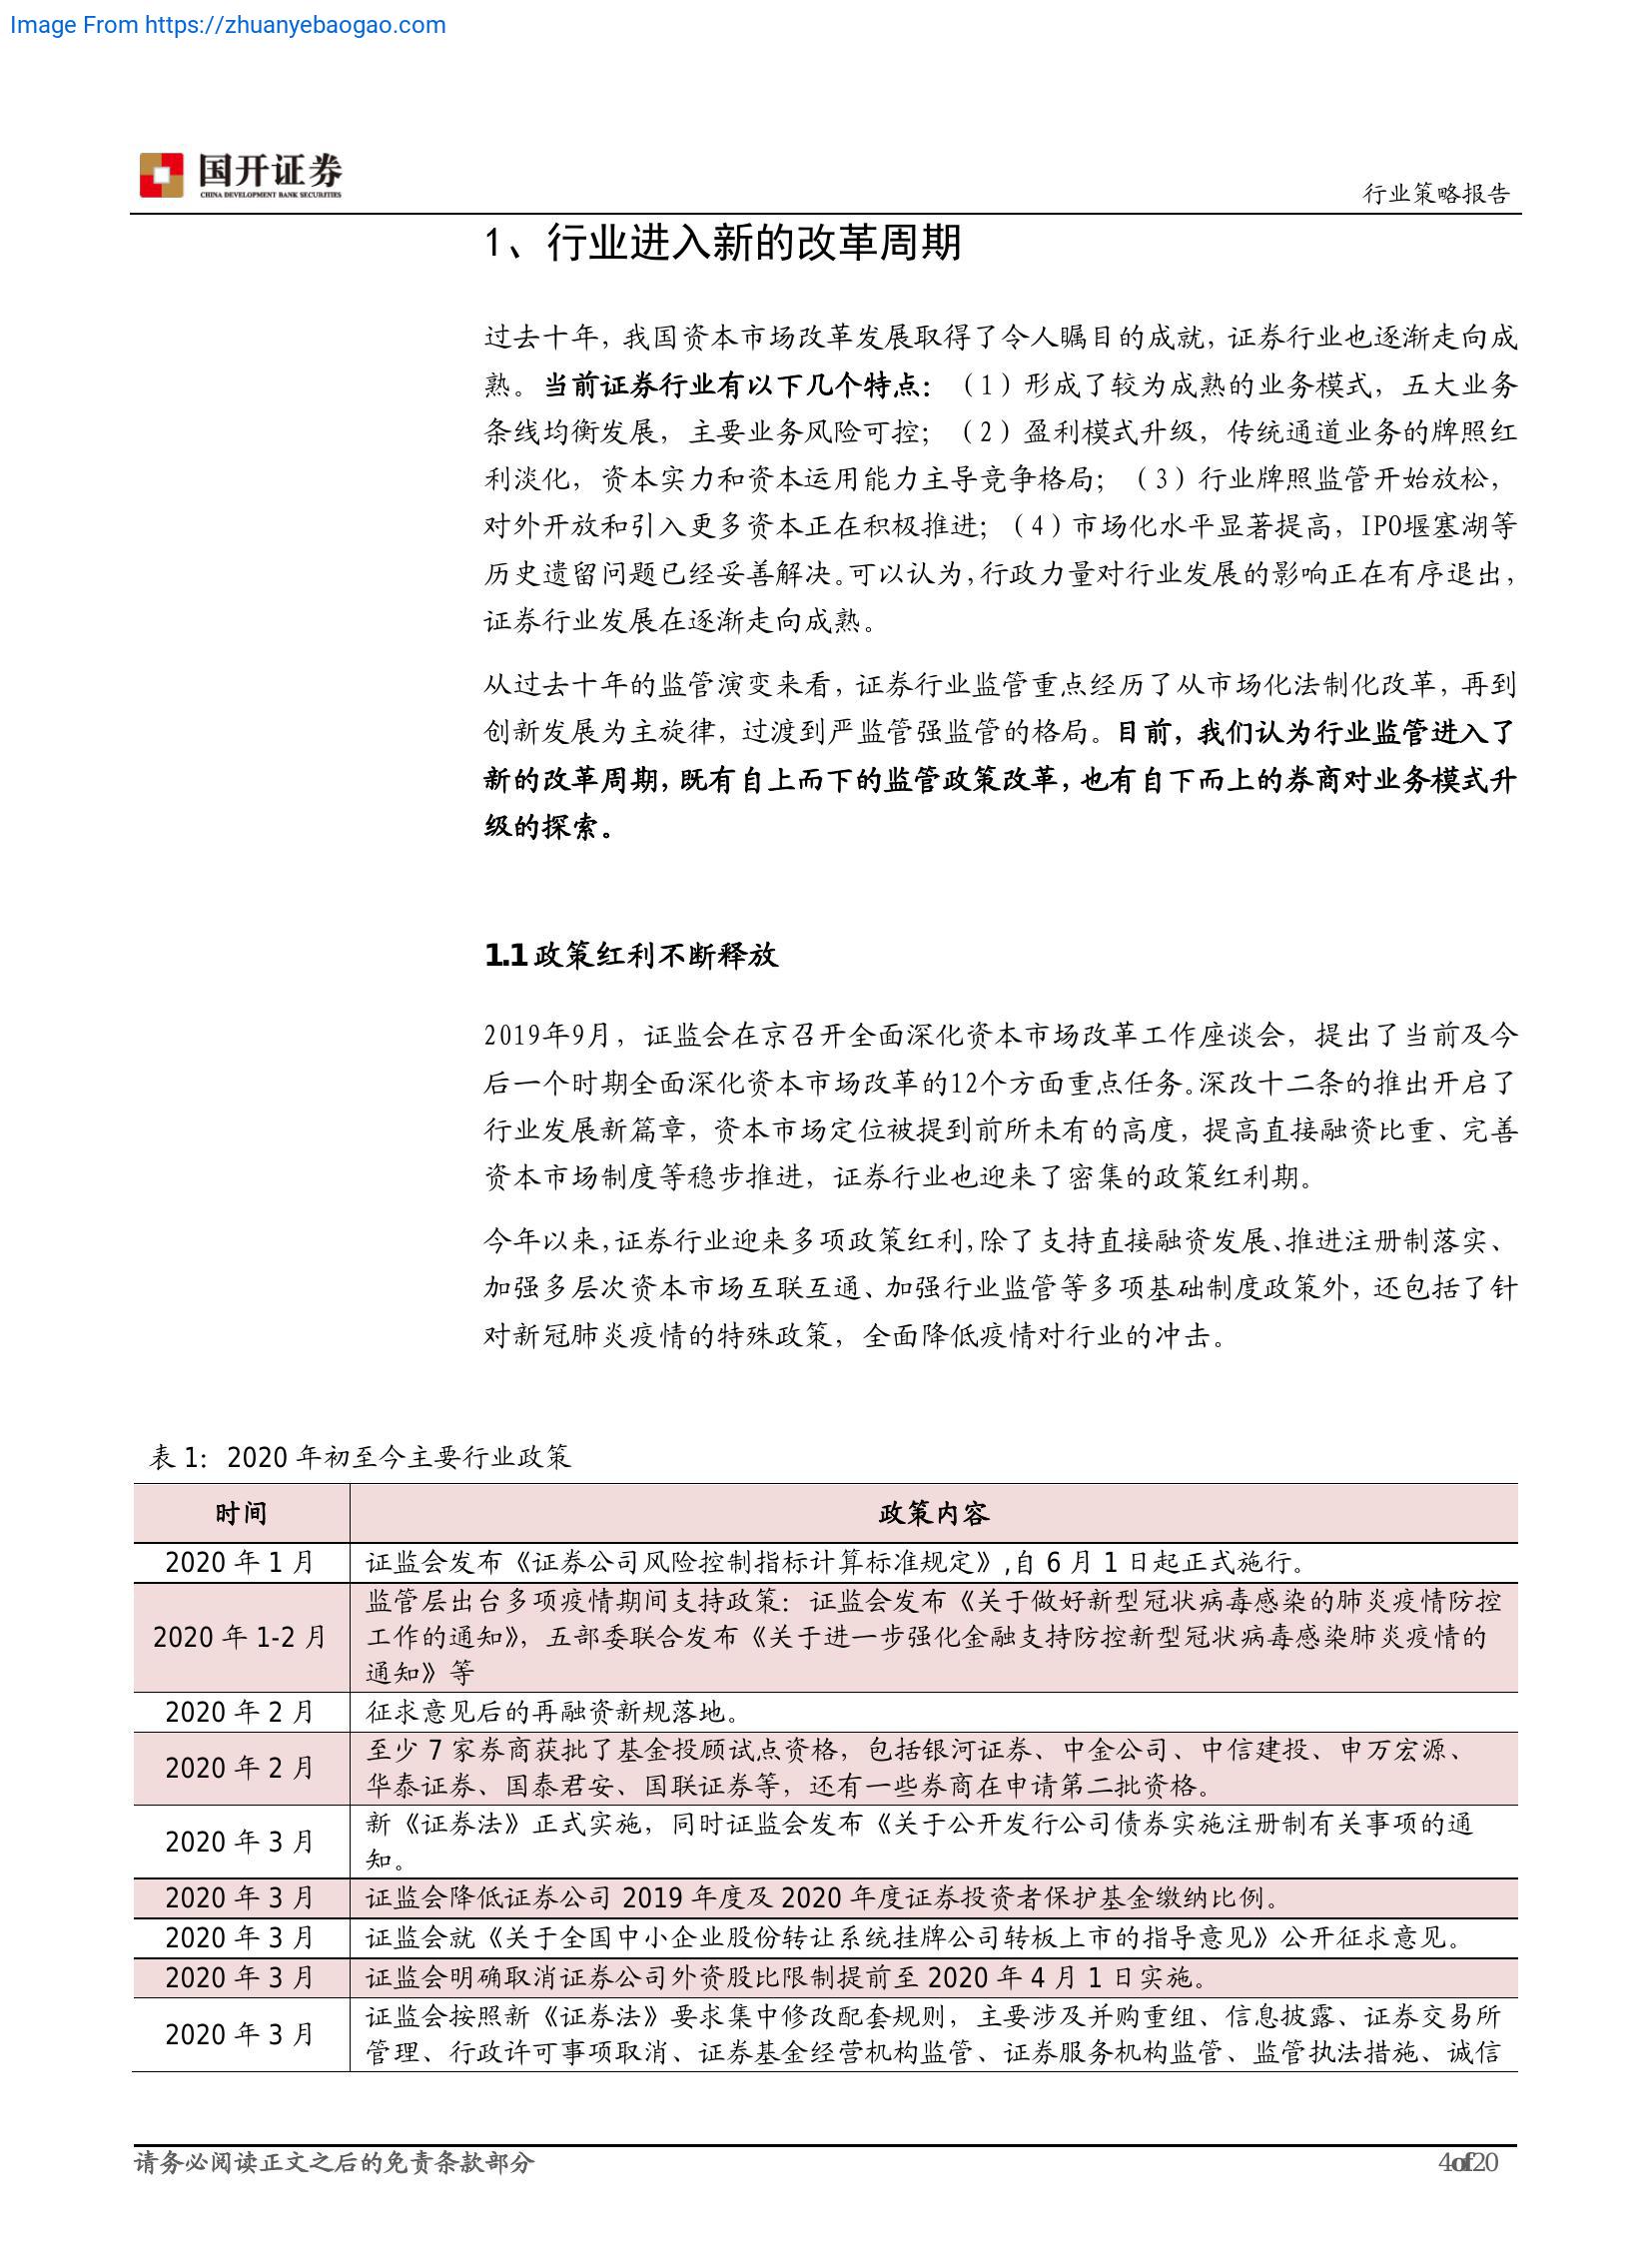 Image From https://zhuanyebaogao.com
国开证券
CHINA DEVELOPMENT BANK SECURITIES
行业策略报告
1、行业进入新的改革周期
过去十年，我国资本市场改革发展取得了令人瞩目的成就，证券行业也逐渐走向成
熟。当前证券行业有以下几个特点：（1）形成了较为成熟的业务模式，五大业务
条线均衡发展，主要业务风险可控；（2）盈利模式升级，传统通道业务的牌照红
利淡化，资本实力和资本运用能力主导竞争格局；（3）行业牌照监管开始放松，
对外开放和引入更多资本正在积极推进；（4）市场化水平显著提高，IPO堰塞湖等
历史遗留问题已经妥善解决。可以认为，行政力量对行业发展的影响正在有序退出，
证券行业发展在逐渐走向成熟。
从过去十年的监管演变来看，证券行业监管重点经历了从市场化法制化改革，再到
创新发展为主旋律，过渡到严监管强监管的格局。目前，我们认为行业监管进入了
新的改革周期，既有自上而下的监管政策改革，也有自下而上的券商对业务模式升
级的探索。
1.1 政策红利不断释放
2019年9月，证监会在京召开全面深化资本市场改革工作座谈会，提出了当前及今
后一个时期全面深化资本市场改革的12个方面重点任务。深改十二条的推出开启了
行业发展新篇章，资本市场定位被提到前所未有的高度，提高直接融资比重、完善
资本市场制度等稳步推进，证券行业也迎来了密集的政策红利期。
今年以来，证券行业迎来多项政策红利，除了支持直接融资发展、推进注册制落实、
加强多层次资本市场互联互通、加强行业监管等多项基础制度政策外，还包括了针
对新冠肺炎疫情的特殊政策，全面降低疫情对行业的冲击。
表 1：2020 年初至今主要行业政策
时间 政策内容
2020 年 1 月 证监会发布《证券公司风险控制指标计算标准规定》,自 6 月 1 日起正式施行。
监管层出台多项疫情期间支持政策：证监会发布《关于做好新型冠状病毒感染的肺炎疫情防控
2020 年 1-2 月 工作的通知》，五部委联合发布《关于进一步强化金融支持防控新型冠状病毒感染肺炎疫情的
通知》等
2020 年 2 月 征求意见后的再融资新规落地。
2020 年 2 月 至少 7 家券商获批了基金投顾试点资格，包括银河证券、中金公司、中信建投、申万宏源、
华泰证券、国泰君安、国联证券等，还有一些券商在申请第二批资格。
2020 年 3 月 新《证券法》正式实施，同时证监会发布《关于公开发行公司债券实施注册制有关事项的通
知。
2020 年 3 月 证监会降低证券公司 2019 年度及 2020 年度证券投资者保护基金缴纳比例。
2020 年 3 月 证监会就《关于全国中小企业股份转让系统挂牌公司转板上市的指导意见》公开征求意见。
2020 年 3 月 证监会明确取消证券公司外资股比限制提前至 2020 年 4 月 1 日实施。
2020 年 3 月 证监会按照新《证券法》要求集中修改配套规则，主要涉及并购重组、信息披露、证券交易所
管理、行政许可事项取消、证券基金经营机构监管、证券服务机构监管、监管执法措施、诚信
请务必阅读正文之后的免责条款部分
4of20